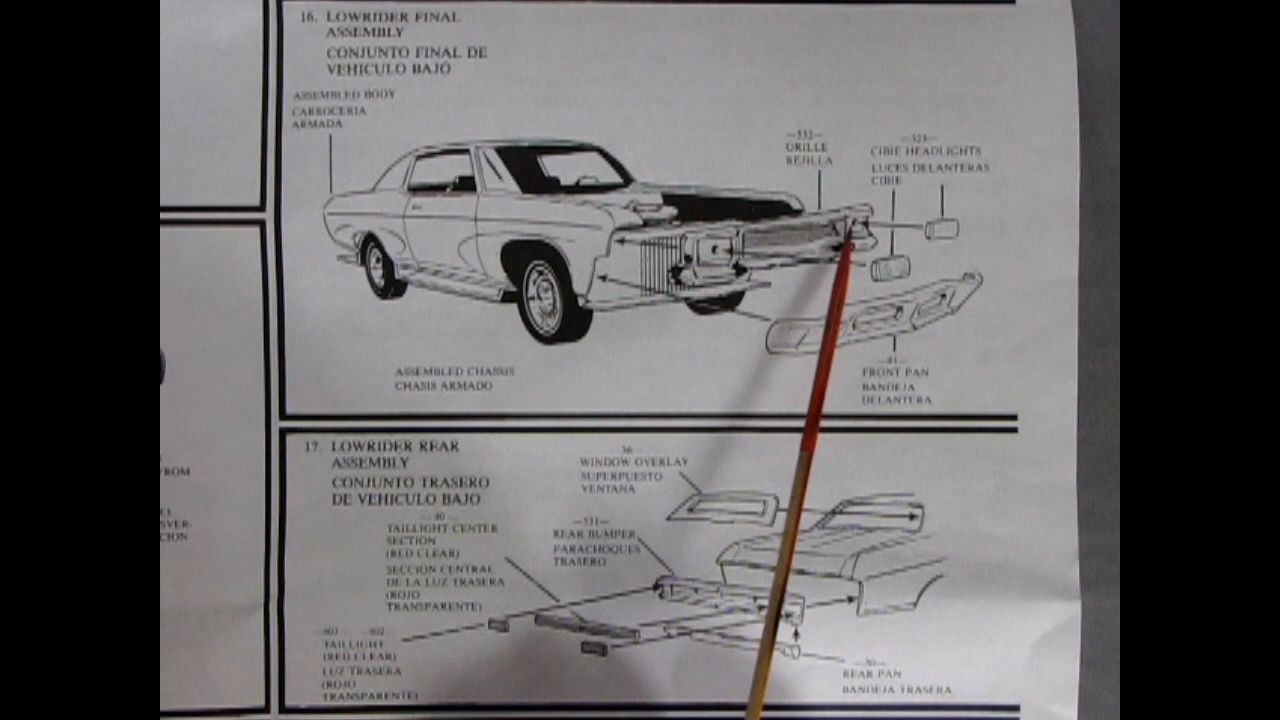 16. LOWRIDER FINAL
ASSEMBLY
CONJUNTO FINAL DE
VEHICULO BAJO
ASSEMBLED BODY
CARROCERIA
ARMADA
—532—
GRILLE
REJILLA
—321—
CIBIE HEADLIGHTS
LUCES DELANTERAS
CIBIE
ASSEMBLED CHASSIS
CHASIS ARMADO
FRONT PAN
BANDEJA
DELANTERA
17. LOWRIDER REAR
ASSEMBLY
CONJUNTO TRASERO
DE VEHICULO BAJO
—40—
TAILLIGHT CENTER
SECTION
(RED CLEAR)
SECCION CENTRAL
DE LA LUZ TRASERA
(ROJO
TRANSPARENTE)
WINDOW OVERLAY
SUPERPUESTO
VENTANA
—531—
REAR BUMPER
PARACHOQUES
TRASERO
TAILLIGHT
(RED CLEAR)
LUZ TRASERA
(ROJO
TRANSPARENTE)
REAR PAN
BANDEJA TRASERA